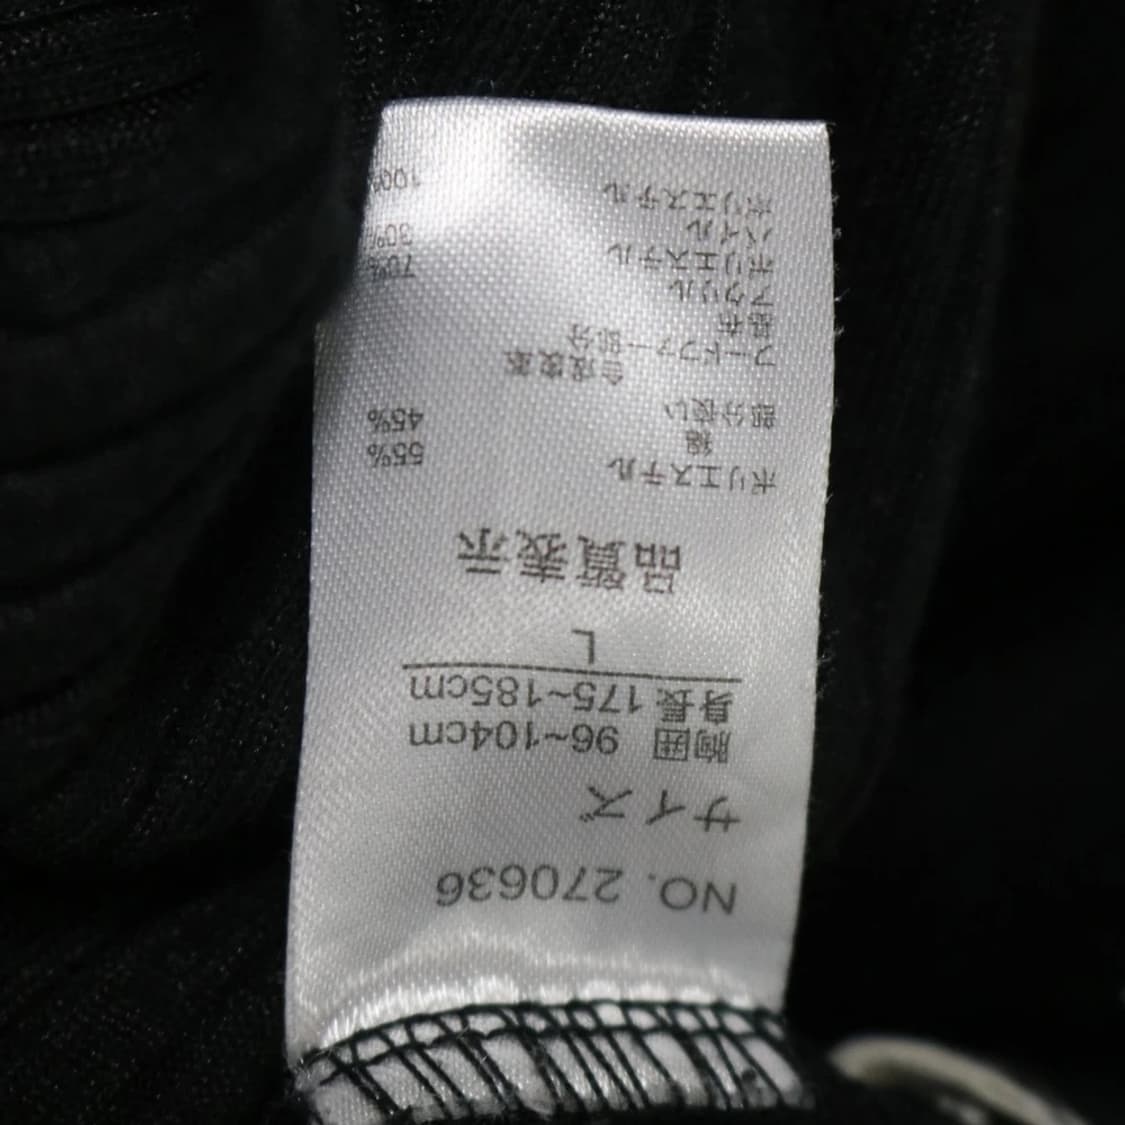 NO. 270636
サイズ
胸囲 96~104cm
身長 175~185cm
L
品質表示
ポリエステル 55%
綿 45%
部分使い
合成皮革
フードファー部分
基布
アクリル 70%
ポリエステル 30%
パイル
ポリエステル 100%